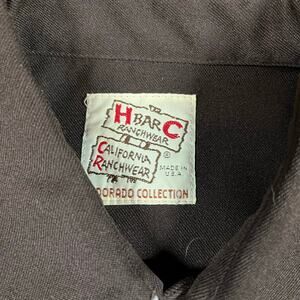 H BAR C
RANCHWEAR
CALIFORNIA
RANCHWEAR
®
MADE IN
U.S.A
DORADO COLLECTION